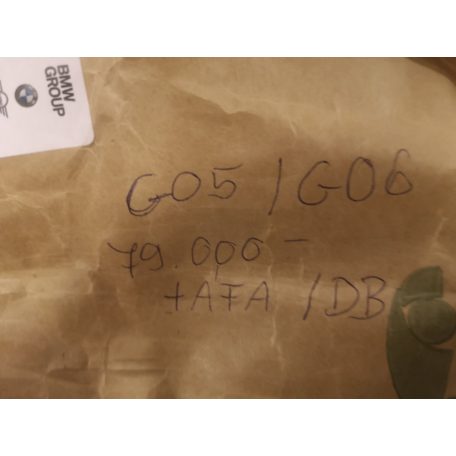 BMW
GROUP
G05 / G06
79.000 -
+AFA /DB